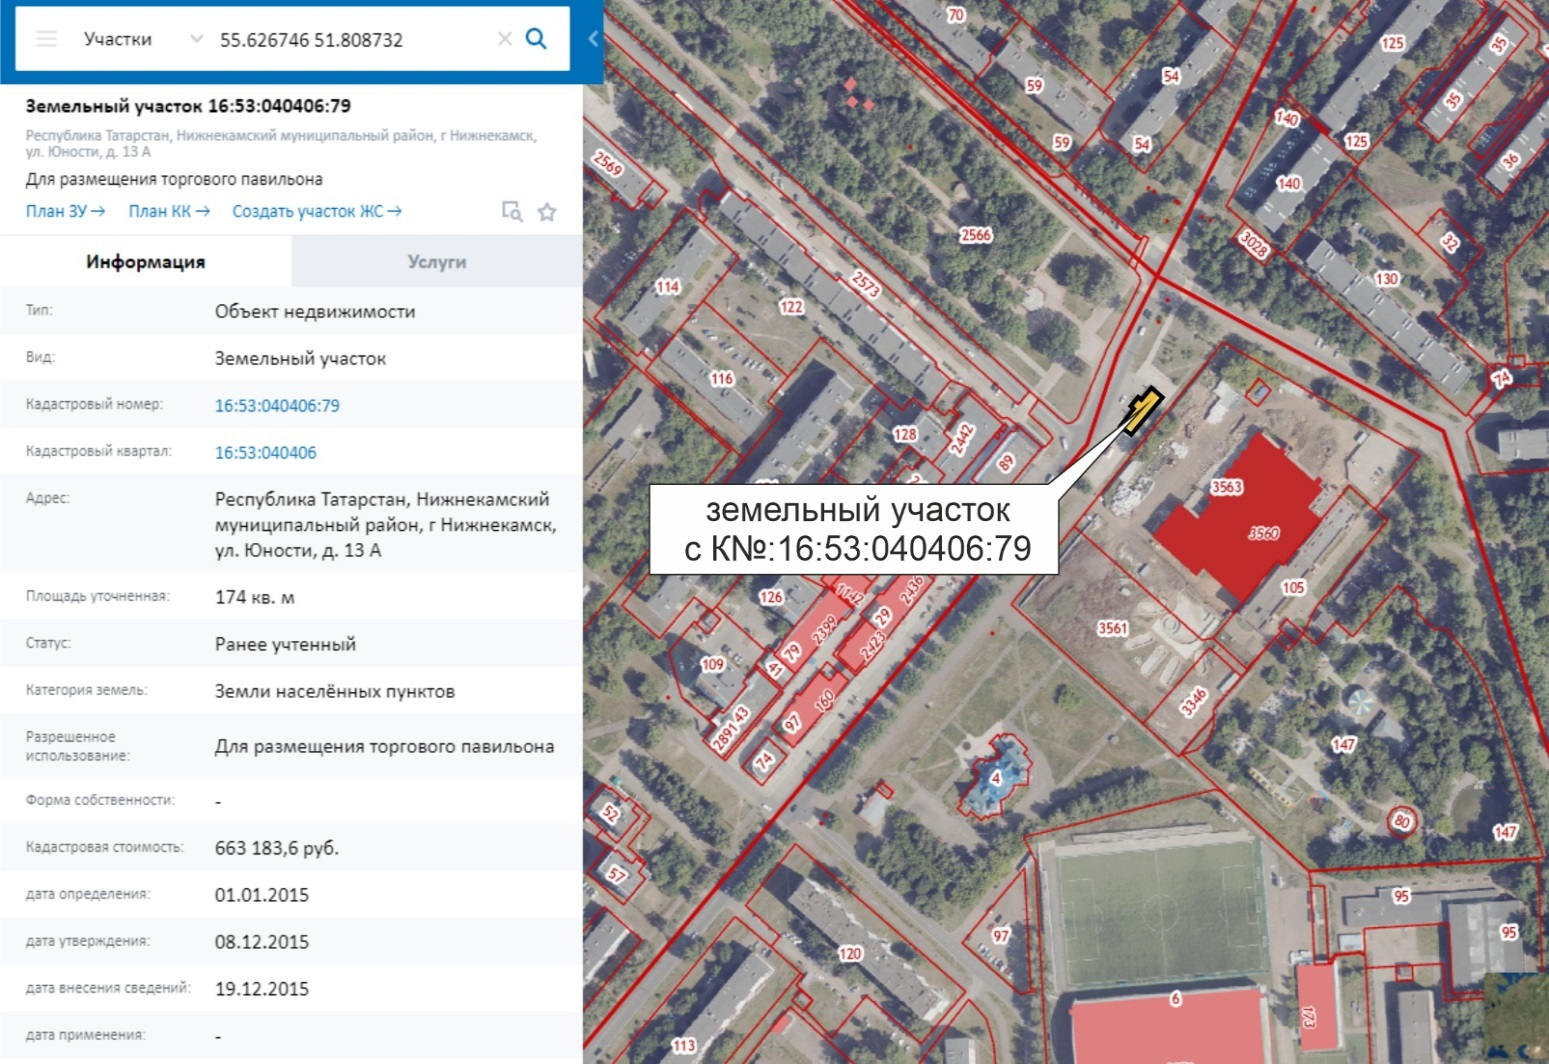 Участки
55.626746 51.808732
Земельный участок 16:53:040406:79
Республика Татарстан, Нижнекамский муниципальный район, г Нижнекамск,
ул. Юности, д. 13 А
Для размещения торгового павильона
План ЗУ →
План КК →
Создать участок ЖС →
Информация
Услуги
Тип:
Объект недвижимости
Вид:
Земельный участок
Кадастровый номер:
16:53:040406:79
Кадастровый квартал:
16:53:040406
Адрес:
Республика Татарстан, Нижнекамский
муниципальный район, г Нижнекамск,
ул. Юности, д. 13 А
Площадь уточненная:
174 кв. м
Статус:
Ранее учтенный
Категория земель:
Земли населённых пунктов
Разрешенное
использование:
Для размещения торгового павильона
Форма собственности:
-
Кадастровая стоимость:
663 183,6 руб.
дата определения:
01.01.2015
дата утверждения:
08.12.2015
дата внесения сведений:
19.12.2015
дата применения:
-
70
125
35
59
54
35
140
59
54
125
36
2569
140
2566
3028
32
114
2573
130
122
116
74
128
2442
89
3563
земельный участок
с К№:16:53:040406:79
3560
126
1142
2436
105
29
2399
3561
79
2423
109
41
3346
160
97
43
2891
147
74
4
52
80
147
57
95
95
97
120
6
173
113